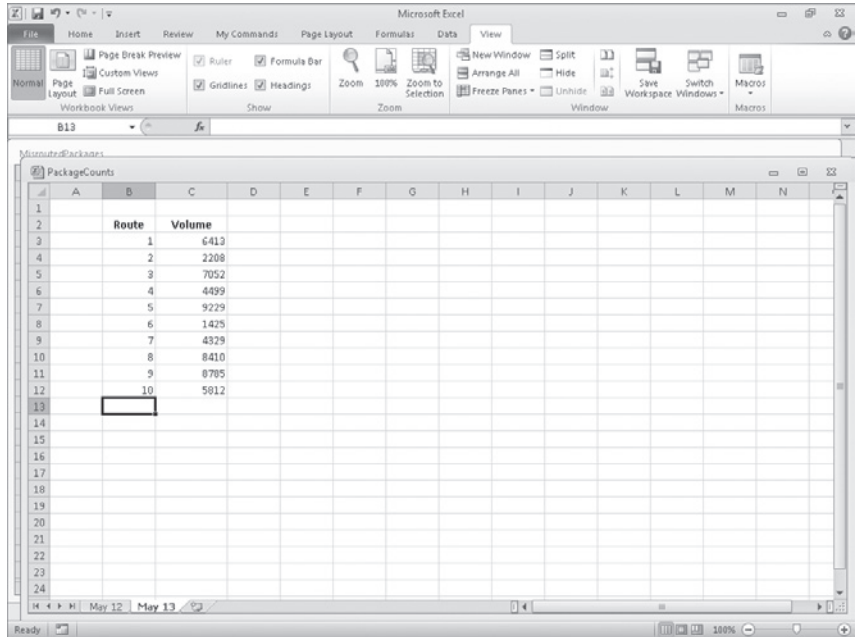 Microsoft Excel
File Home Insert Review My Commands Page Layout Formulas Data View
Normal
Page Layout
Page Break Preview
Custom Views
Full Screen
Workbook Views
Ruler
Formula Bar
Gridlines
Headings
Show
Zoom
100%
Zoom to Selection
Zoom
New Window
Arrange All
Freeze Panes
Split
Hide
Unhide
Save Workspace
Switch Windows
Window
Macros
Macros
B13 fx
MisroutedPackages
PackageCounts
A B C D E F G H I J K L M N
1
2 Route Volume
3 1 6413
4 2 2208
5 3 7052
6 4 4499
7 5 9229
8 6 1425
9 7 4329
10 8 8410
11 9 8785
12 10 5812
13
14
15
16
17
18
19
20
21
22
23
24
May 12 May 13
Ready 100%